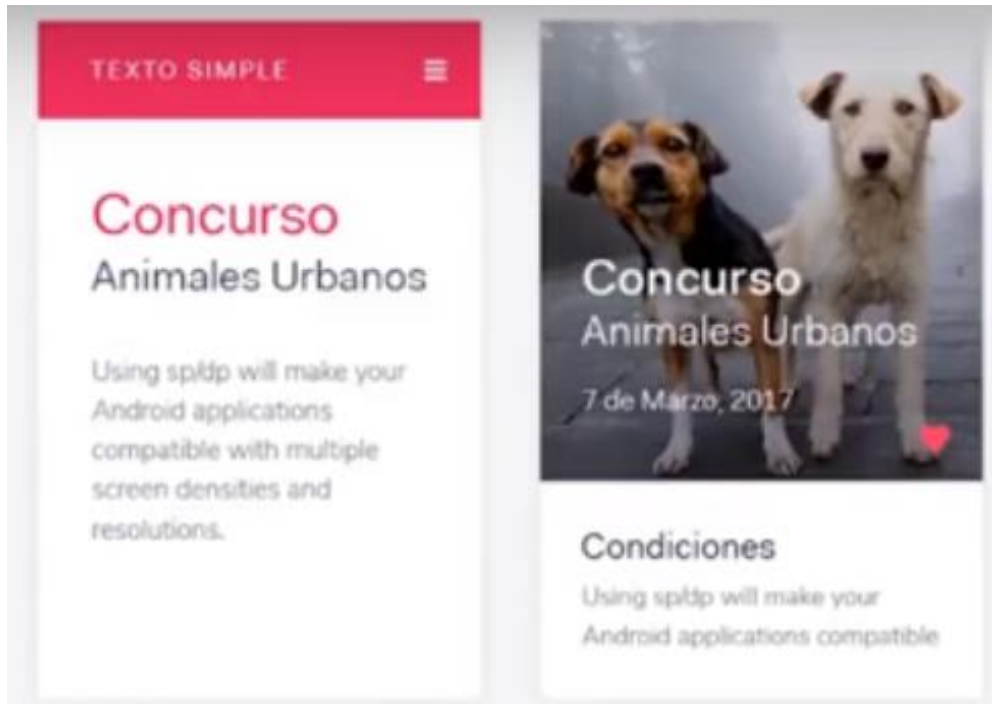 TEXTO SIMPLE
Concurso
Animales Urbanos
Using sp/dp will make your
Android applications
compatible with multiple
screen densities and
resolutions.
Concurso
Animales Urbanos
7 de Marzo, 2017
Condiciones
Using sp/dp will make your
Android applications compatible